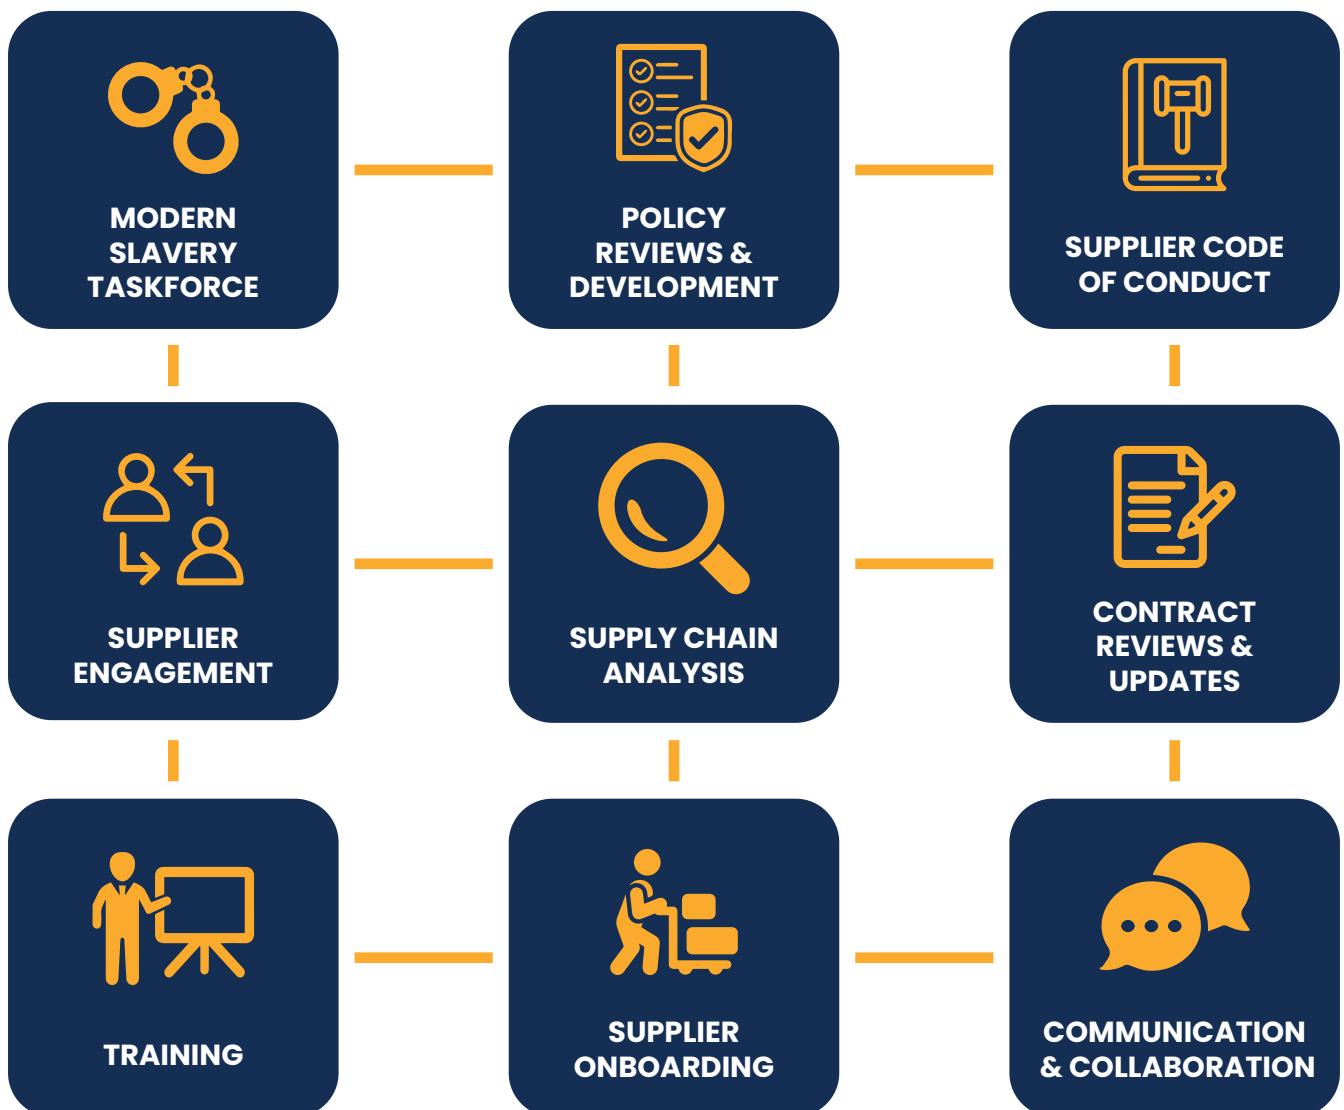 MODERN
SLAVERY
TASKFORCE
POLICY
REVIEWS &
DEVELOPMENT
SUPPLIER CODE
OF CONDUCT
SUPPLIER
ENGAGEMENT
SUPPLY CHAIN
ANALYSIS
CONTRACT
REVIEWS &
UPDATES
TRAINING
SUPPLIER
ONBOARDING
COMMUNICATION
& COLLABORATION